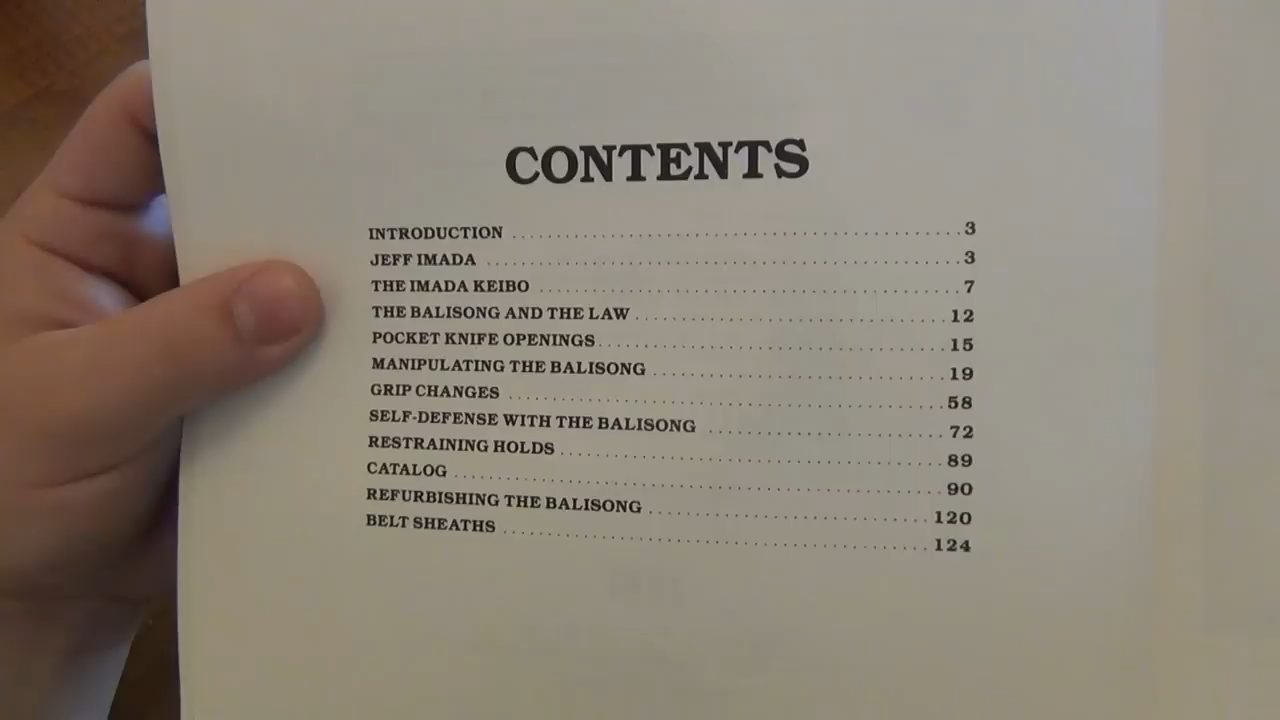 CONTENTS
INTRODUCTION ........................................ 3
JEFF IMADA ........................................ 3
THE IMADA KEIBO ........................................ 7
THE BALISONG AND THE LAW ........................................ 12
POCKET KNIFE OPENINGS ........................................ 15
MANIPULATING THE BALISONG ........................................ 19
GRIP CHANGES ........................................ 58
SELF-DEFENSE WITH THE BALISONG ........................................ 72
RESTRAINING HOLDS ........................................ 89
CATALOG ........................................ 90
REFURBISHING THE BALISONG ........................................ 120
BELT SHEATHS ........................................ 124